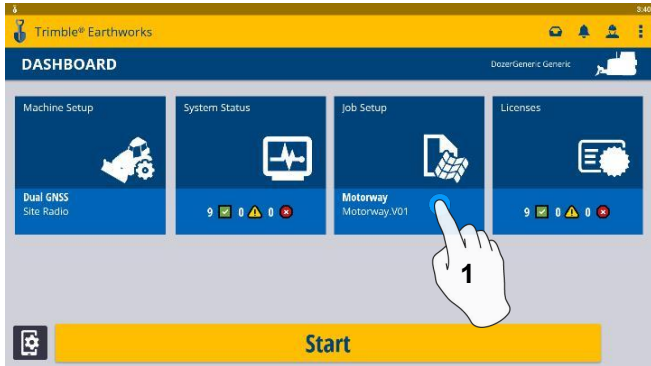 3:40
Trimble® Earthworks
DASHBOARD
DozerGeneric Generic
Machine Setup
Dual GNSS
Site Radio
System Status
9 0 0
Job Setup
Motorway
Motorway.V01
Licenses
9 0 0
1
Start